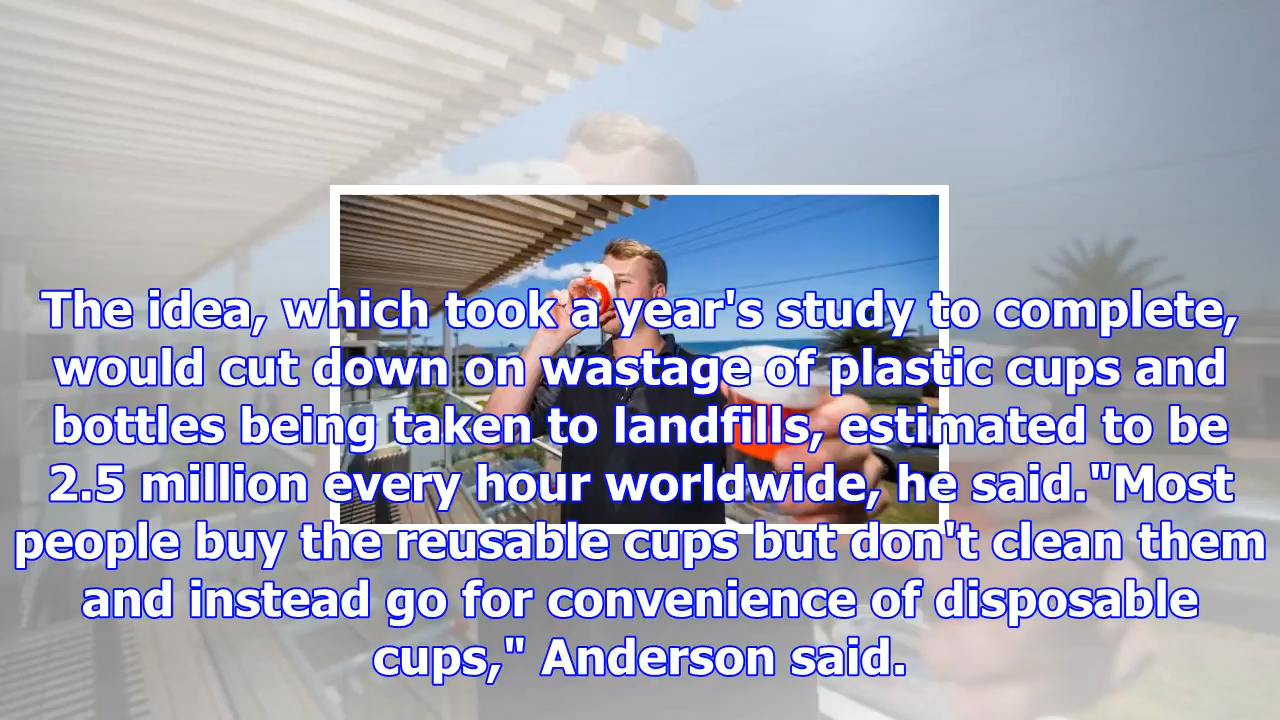 The idea, which took a year's study to complete,
would cut down on wastage of plastic cups and
bottles being taken to landfills, estimated to be
2.5 million every hour worldwide, he said."Most
people buy the reusable cups but don't clean them
and instead go for convenience of disposable
cups," Anderson said.